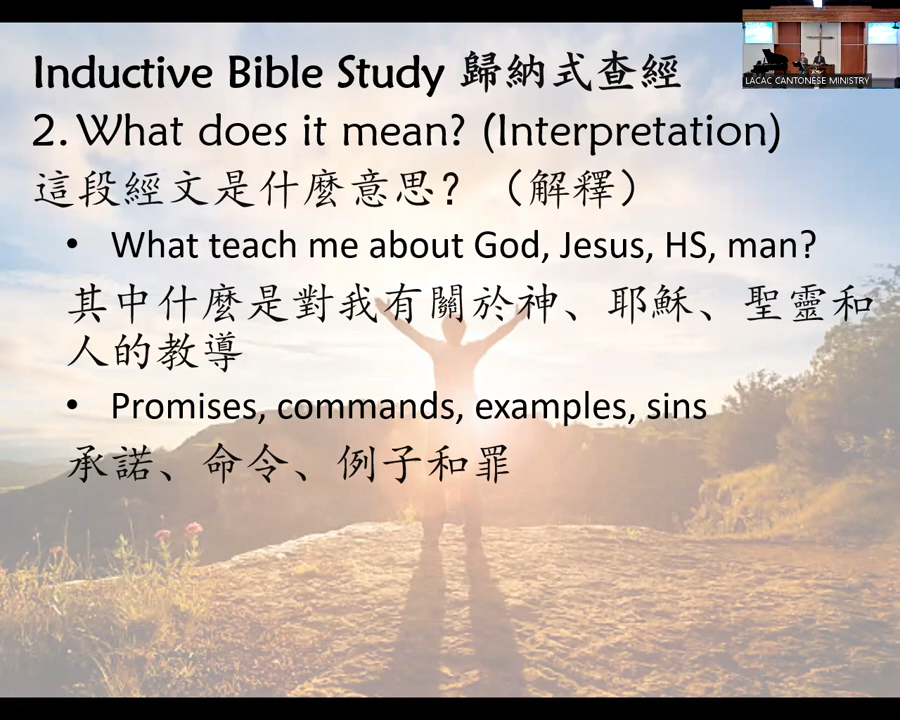 Inductive Bible Study 歸納式查經
2. What does it mean? (Interpretation)
這段經文是什麼意思? （解釋）
• What teach me about God, Jesus, HS, man?
其中什麼是對我有關於神、耶穌、聖靈和
人的教導
• Promises, commands, examples, sins
承諾、命令、例子和罪
LACAC CANTONESE MINISTRY